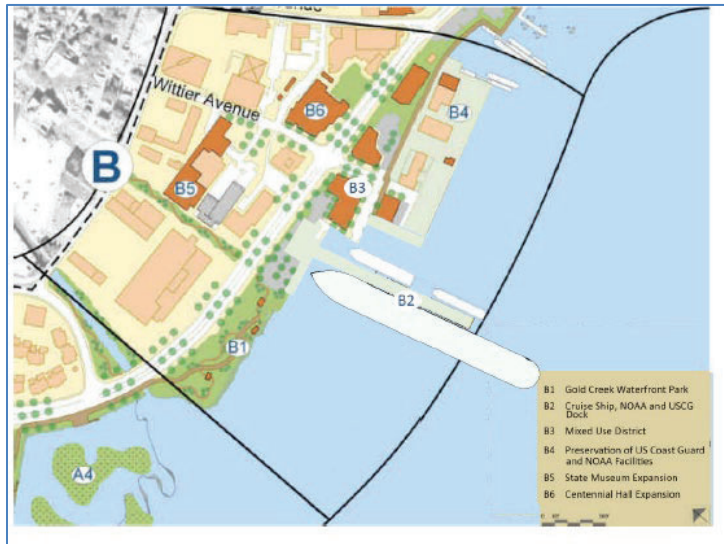 Avenue
Wittier Avenue
B
B6
B4
B5
B3
B2
B1
A4
B1 Gold Creek Waterfront Park
B2 Cruise Ship, NOAA and USCG
Dock
B3 Mixed Use District
B4 Preservation of US Coast Guard
and NOAA Facilities
B5 State Museum Expansion
B6 Centennial Hall Expansion